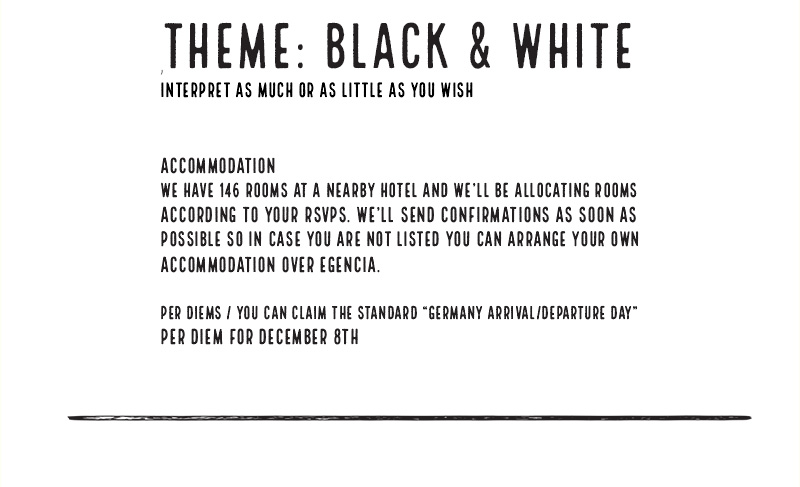 THEME: BLACK & WHITE
INTERPRET AS MUCH OR AS LITTLE AS YOU WISH
ACCOMMODATION
WE HAVE 146 ROOMS AT A NEARBY HOTEL AND WE'LL BE ALLOCATING ROOMS
ACCORDING TO YOUR RSVPS. WE'LL SEND CONFIRMATIONS AS SOON AS
POSSIBLE SO IN CASE YOU ARE NOT LISTED YOU CAN ARRANGE YOUR OWN
ACCOMMODATION OVER EGENCIA.
PER DIEMS / YOU CAN CLAIM THE STANDARD "GERMANY ARRIVAL/DEPARTURE DAY"
PER DIEM FOR DECEMBER 8TH